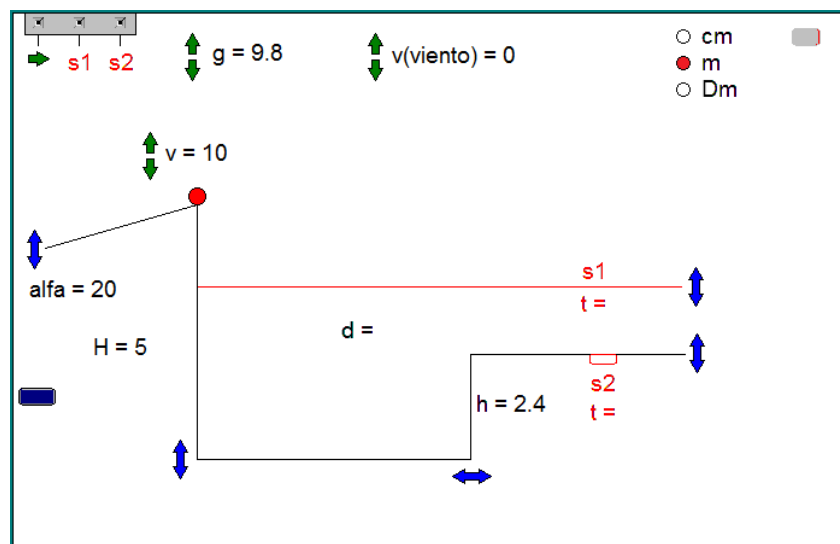 s1 s2
g = 9.8
v(viento) = 0
cm
m
Dm
v = 10
alfa = 20
s1
t =
H = 5
d =
s2
t =
h = 2.4